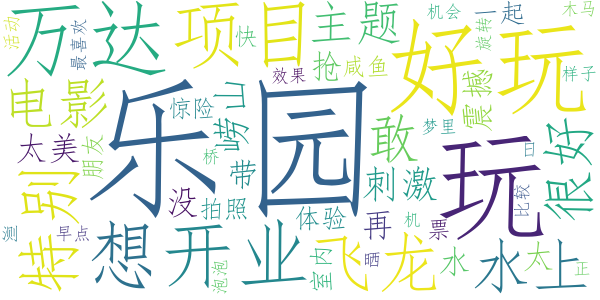 活动
万达
最喜欢
项目
快
主题
机会
一起
旋转
木马
电影
效果
抢
咸鱼
好玩
震撼
样子
惊险
崂山
乐园
敢
梦里
太美
朋友
桥
带
刺激
玩
口
很好
特别
没
拍照
体验
再
票
比较
测
早点
想
开业
泡泡
室内
飞龙
机
晒
水
水上
太
正